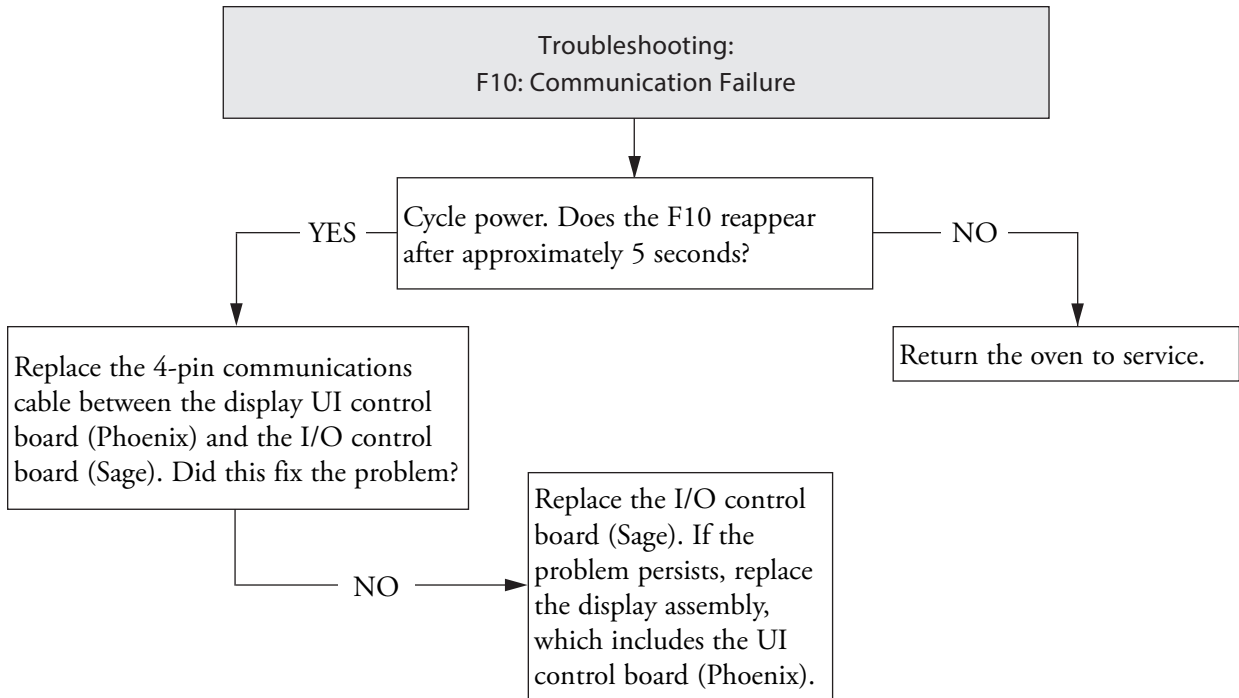 Troubleshooting:
F10: Communication Failure
Cycle power. Does the F10 reappear
after approximately 5 seconds?
YES
NO
Replace the 4-pin communications
cable between the display UI control
board (Phoenix) and the I/O control
board (Sage). Did this fix the problem?
Return the oven to service.
NO
Replace the I/O control
board (Sage). If the
problem persists, replace
the display assembly,
which includes the UI
control board (Phoenix).